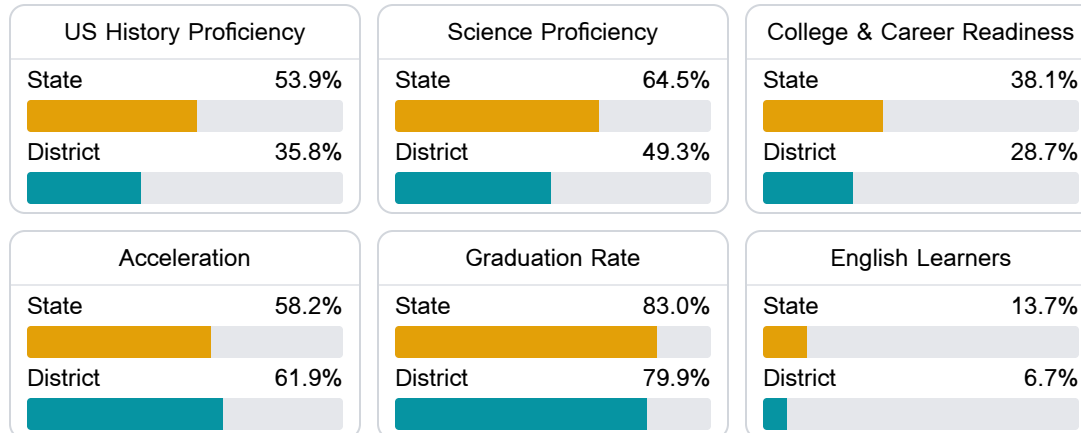 US History Proficiency
State 53.9%
District 35.8%
Science Proficiency
State 64.5%
District 49.3%
College & Career Readiness
State 38.1%
District 28.7%
Acceleration
State 58.2%
District 61.9%
Graduation Rate
State 83.0%
District 79.9%
English Learners
State 13.7%
District 6.7%